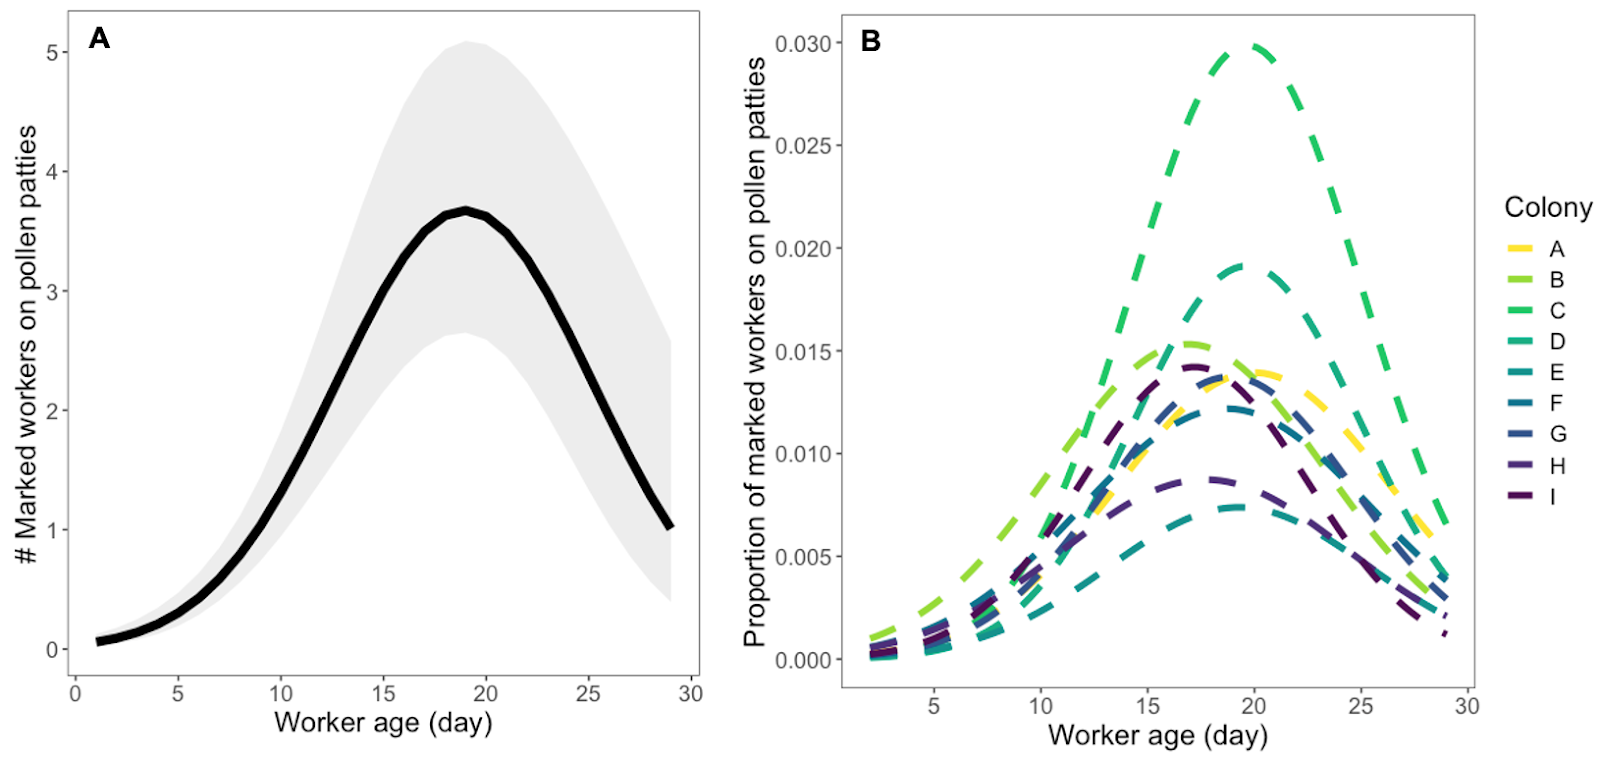 A
# Marked workers on pollen patties
5
4
3
2
1
0
0 5 10 15 20 25 30
Worker age (day)
B
Proportion of marked workers on pollen patties
0.030
0.025
0.020
0.015
0.010
0.005
0.000
5 10 15 20 25 30
Worker age (day)
Colony
A
B
C
D
E
F
G
H
I